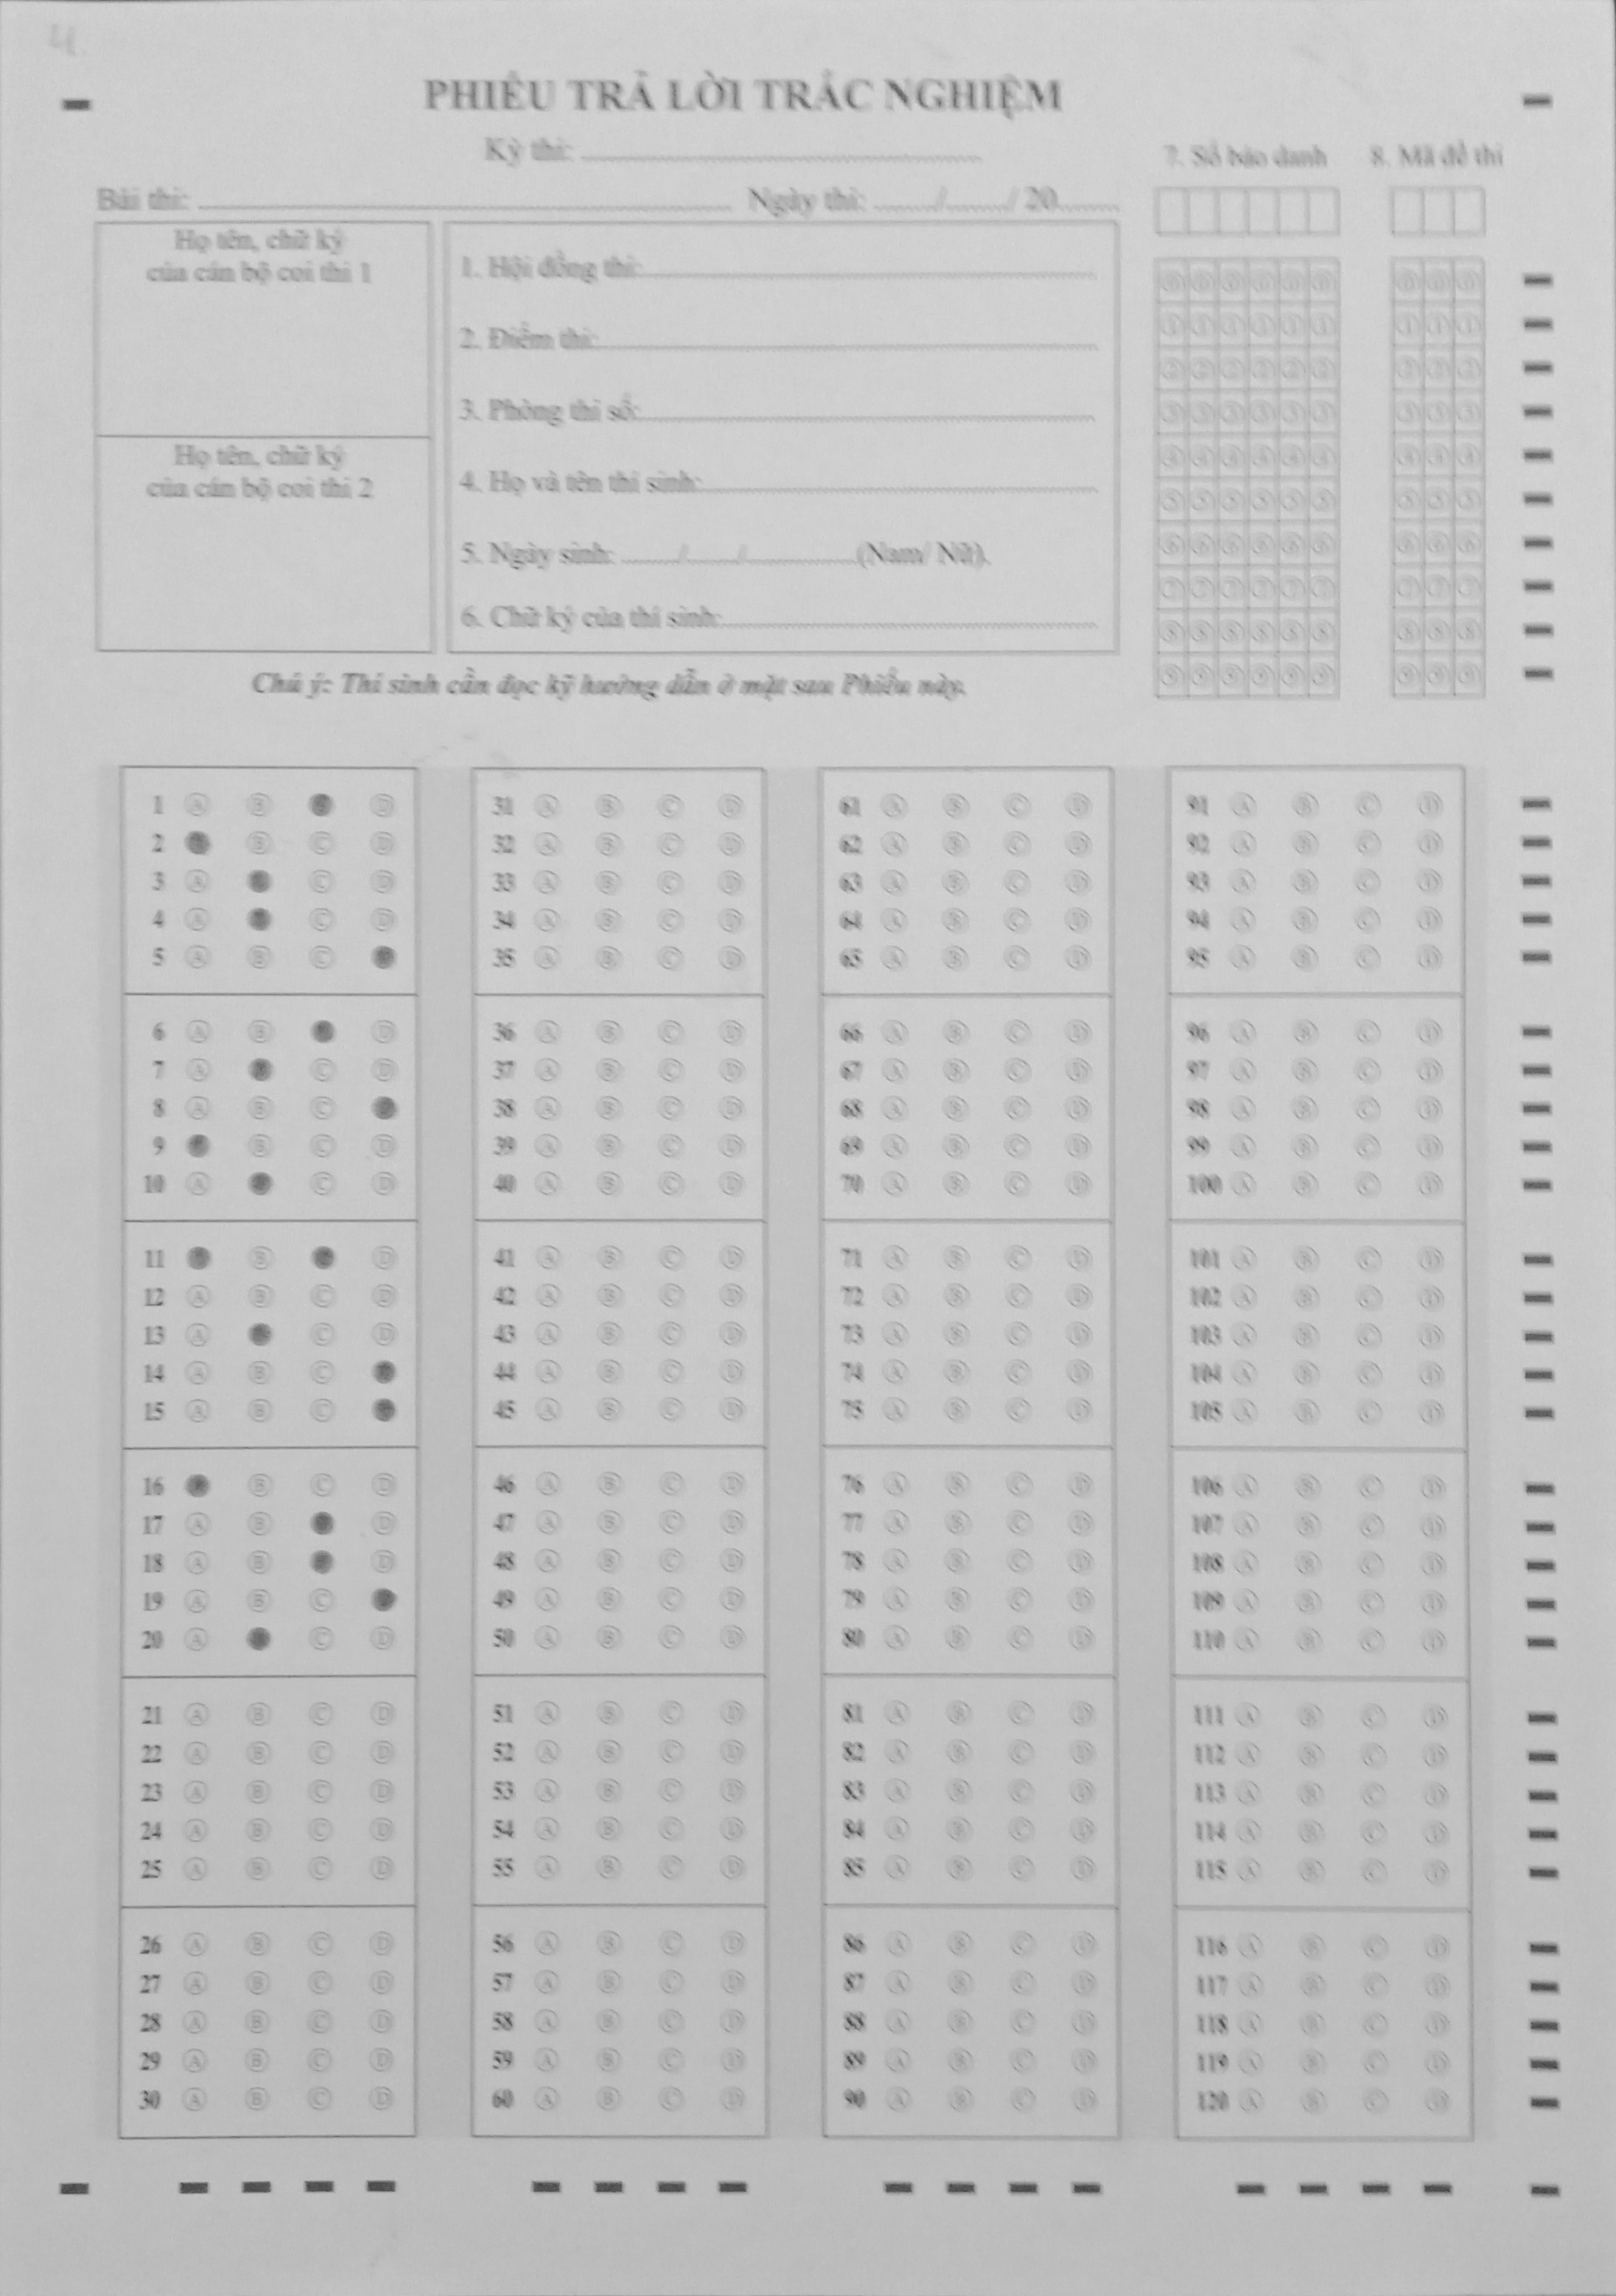 4.
PHIẾU TRẢ LỜI TRẮC NGHIỆM
Kỳ thi:
Bài thi: Ngày thi: / / 20
7. Số báo danh 8. Mã đề thi
Họ tên, chữ ký
của cán bộ coi thi 1
Họ tên, chữ ký
của cán bộ coi thi 2
1. Hội đồng thi:
2. Điểm thi:
3. Phòng thi số:
4. Họ và tên thí sinh:
5. Ngày sinh: / / (Nam/ Nữ).
6. Chữ ký của thí sinh:
0 0 0 0 0 0 0 0 0
1 1 1 1 1 1 1 1 1
2 2 2 2 2 2 2 2 2
3 3 3 3 3 3 3 3 3
4 4 4 4 4 4 4 4 4
5 5 5 5 5 5 5 5 5
6 6 6 6 6 6 6 6 6
7 7 7 7 7 7 7 7 7
8 8 8 8 8 8 8 8 8
9 9 9 9 9 9 9 9 9
Chú ý: Thí sinh cần đọc kỹ hướng dẫn ở mặt sau Phiếu này.
1 A B D
2 B C D
3 A C D
4 A C D
5 A B C
6 A B D
7 A C D
8 A B C
9 B C D
10 A C D
11 B D
12 A B C D
13 A C D
14 A B C
15 A B C
16 B C D
17 A B D
18 A B D
19 A B C
20 A C D
21 A B C D
22 A B C D
23 A B C D
24 A B C D
25 A B C D
26 A B C D
27 A B C D
28 A B C D
29 A B C D
30 A B C D
31 A B C D
32 A B C D
33 A B C D
34 A B C D
35 A B C D
36 A B C D
37 A B C D
38 A B C D
39 A B C D
40 A B C D
41 A B C D
42 A B C D
43 A B C D
44 A B C D
45 A B C D
46 A B C D
47 A B C D
48 A B C D
49 A B C D
50 A B C D
51 A B C D
52 A B C D
53 A B C D
54 A B C D
55 A B C D
56 A B C D
57 A B C D
58 A B C D
59 A B C D
60 A B C D
61 A B C D
62 A B C D
63 A B C D
64 A B C D
65 A B C D
66 A B C D
67 A B C D
68 A B C D
69 A B C D
70 A B C D
71 A B C D
72 A B C D
73 A B C D
74 A B C D
75 A B C D
76 A B C D
77 A B C D
78 A B C D
79 A B C D
80 A B C D
81 A B C D
82 A B C D
83 A B C D
84 A B C D
85 A B C D
86 A B C D
87 A B C D
88 A B C D
89 A B C D
90 A B C D
91 A B C D
92 A B C D
93 A B C D
94 A B C D
95 A B C D
96 A B C D
97 A B C D
98 A B C D
99 A B C D
100 A B C D
101 A B C D
102 A B C D
103 A B C D
104 A B C D
105 A B C D
106 A B C D
107 A B C D
108 A B C D
109 A B C D
110 A B C D
111 A B C D
112 A B C D
113 A B C D
114 A B C D
115 A B C D
116 A B C D
117 A B C D
118 A B C D
119 A B C D
120 A B C D